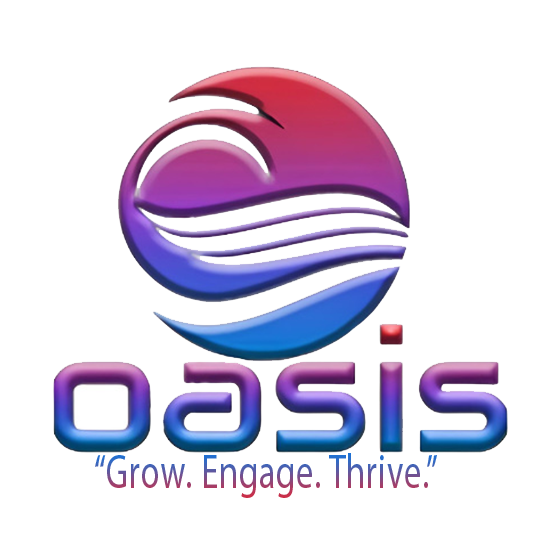 oasis
“Grow. Engage. Thrive.”